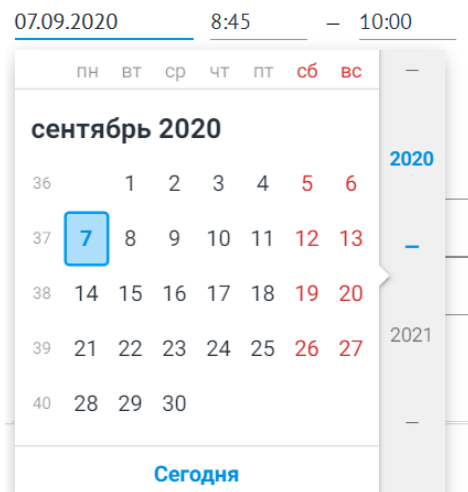 07.09.2020 8:45 – 10:00
пн вт ср чт пт сб вс –
сентябрь 2020
2020
36 1 2 3 4 5 6
37 7 8 9 10 11 12 13 –
38 14 15 16 17 18 19 20
2021
39 21 22 23 24 25 26 27
40 28 29 30 –
Сегодня